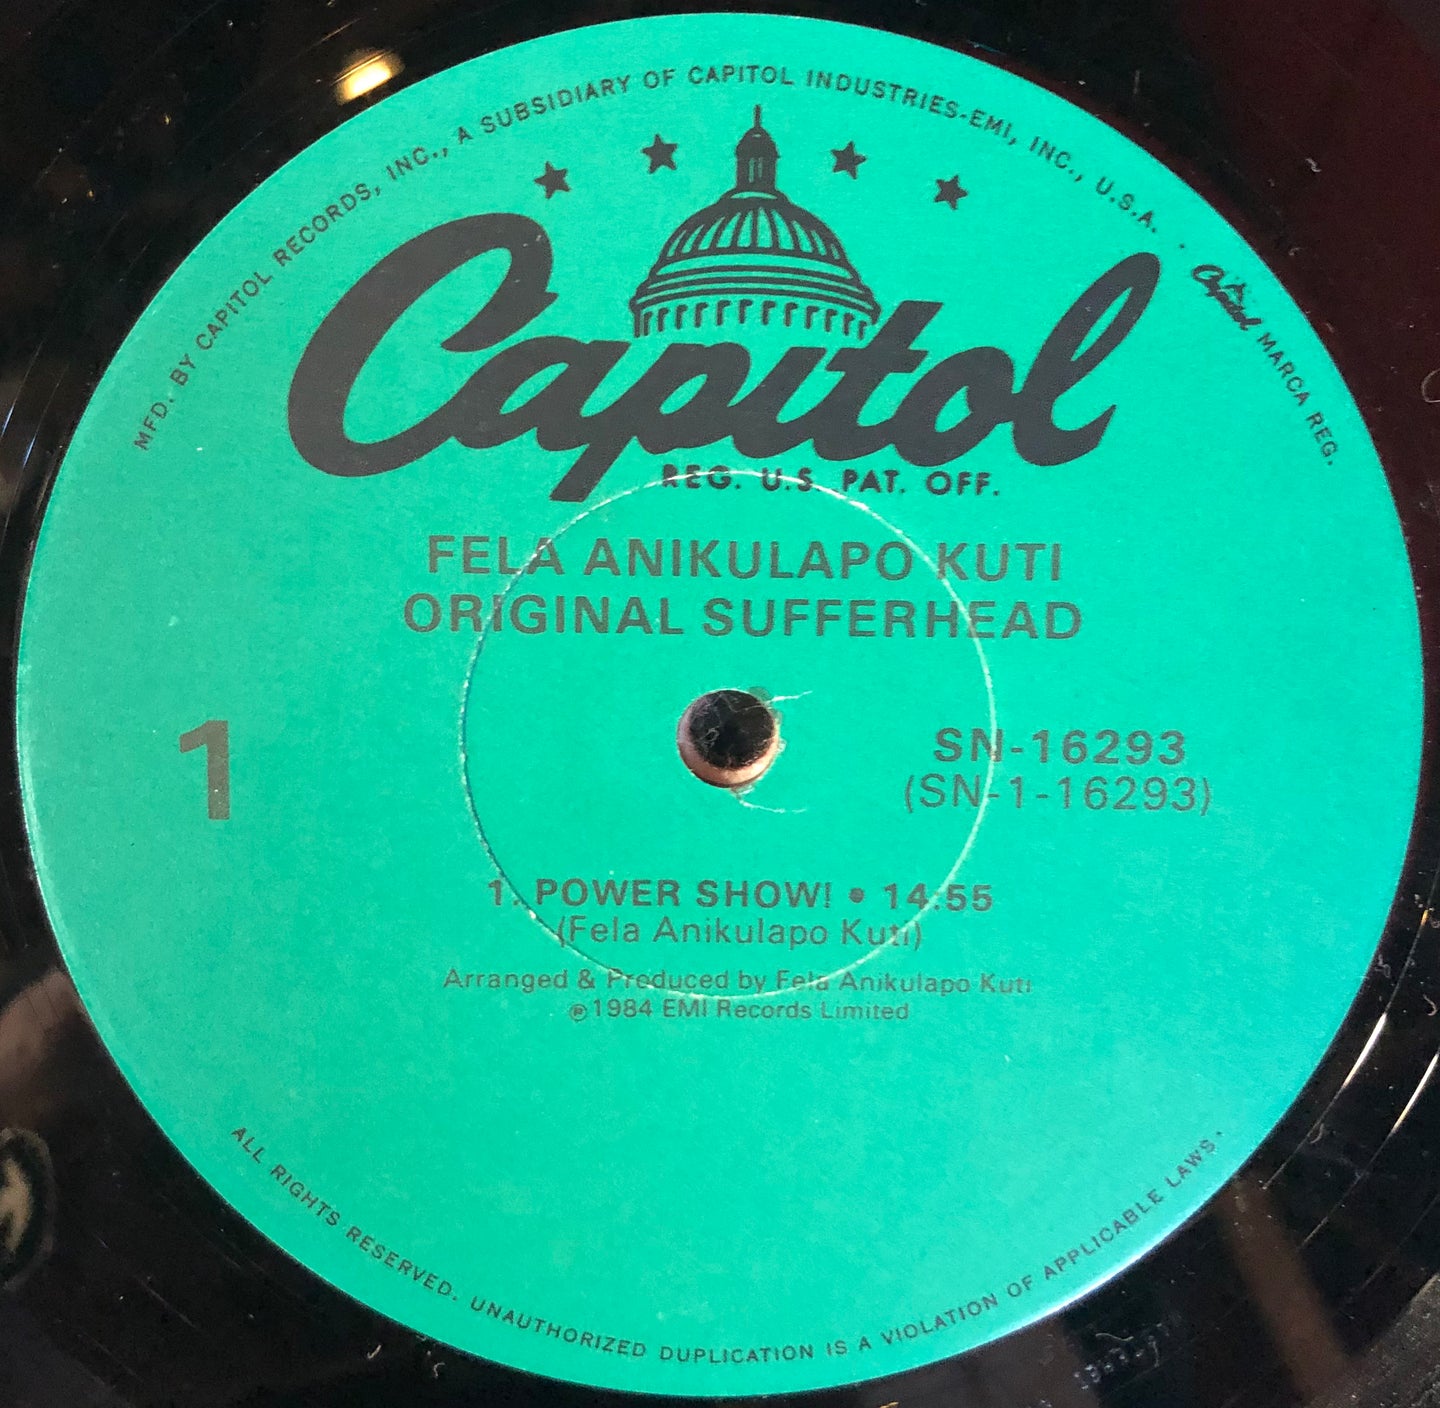 MFD. BY CAPITOL RECORDS, INC., A SUBSIDIARY OF CAPITOL INDUSTRIES-EMI, INC., U.S.A. · Capitol MARCA REG.
Capitol
REG. U.S. PAT. OFF.
FELA ANIKULAPO KUTI
ORIGINAL SUFFERHEAD
1
SN-16293
(SN-1-16293)
1. POWER SHOW! • 14:55
(Fela Anikulapo Kuti)
Arranged & Produced by Fela Anikulapo Kuti
℗1984 EMI Records Limited
ALL RIGHTS RESERVED. UNAUTHORIZED DUPLICATION IS A VIOLATION OF APPLICABLE LAWS.